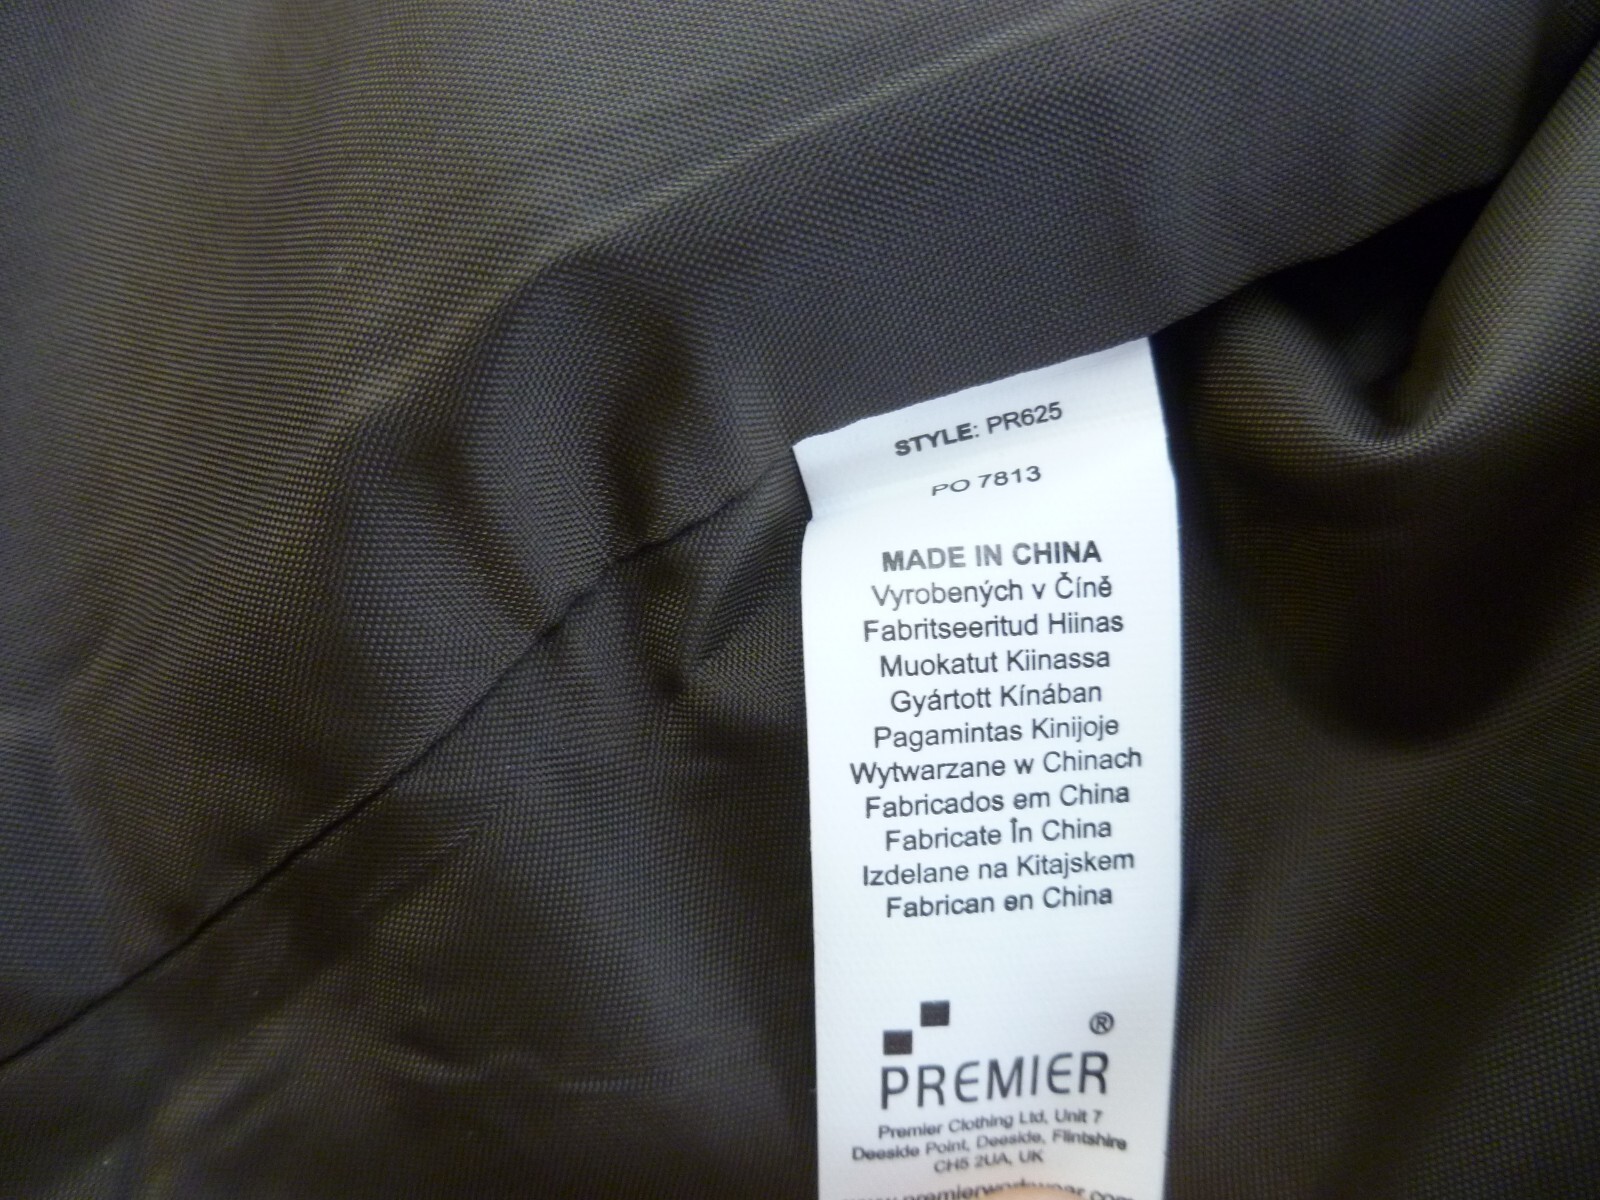 STYLE: PR625
PO 7813
MADE IN CHINA
Vyrobených v Číně
Fabritseeritud Hiinas
Muokatut Kiinassa
Gyártott Kínában
Pagamintas Kinijoje
Wytwarzane w Chinach
Fabricados em China
Fabricate În China
Izdelane na Kitajskem
Fabrican en China
®
PREMIER
Premier Clothing Ltd, Unit 7
Deeside Point, Deeside, Flintshire
CH5 2UA, UK